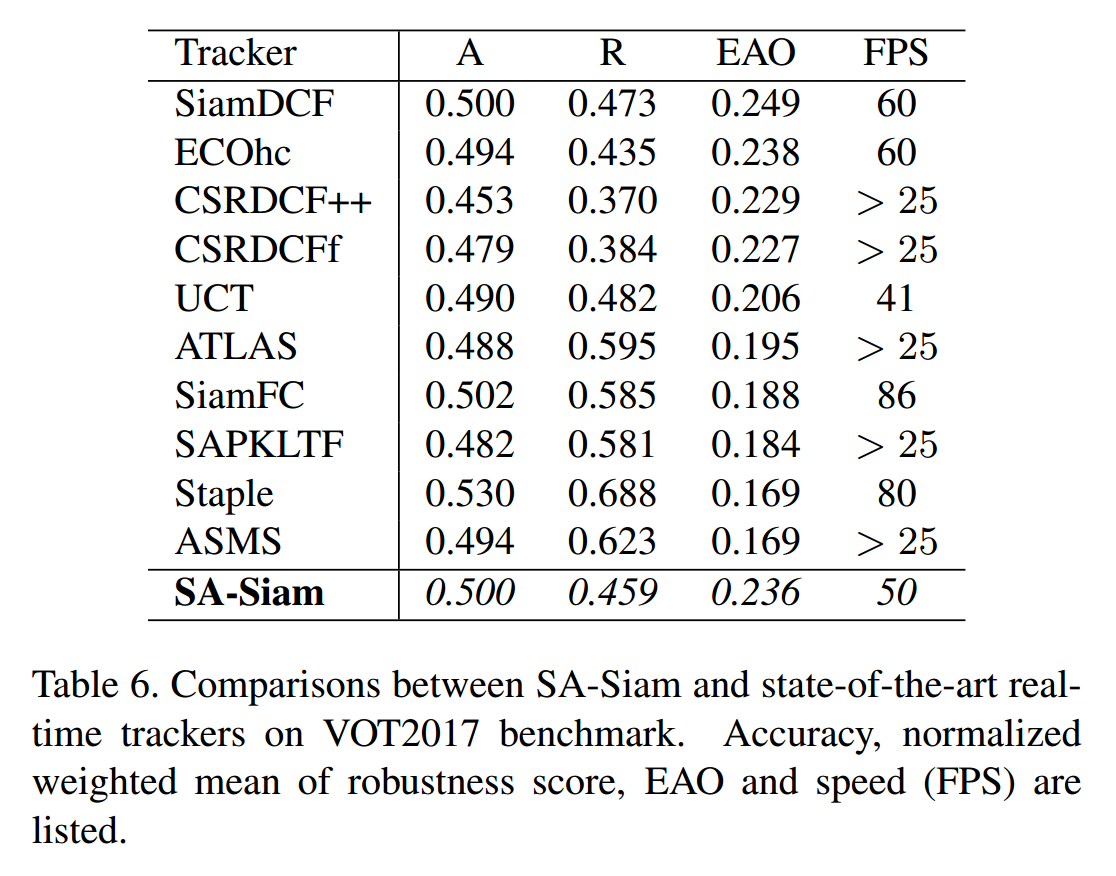 Tracker A R EAO FPS
SiamDCF 0.500 0.473 0.249 60
ECOhc 0.494 0.435 0.238 60
CSRDCF++ 0.453 0.370 0.229 > 25
CSRDCFf 0.479 0.384 0.227 > 25
UCT 0.490 0.482 0.206 41
ATLAS 0.488 0.595 0.195 > 25
SiamFC 0.502 0.585 0.188 86
SAPKLTF 0.482 0.581 0.184 > 25
Staple 0.530 0.688 0.169 80
ASMS 0.494 0.623 0.169 > 25
SA-Siam 0.500 0.459 0.236 50
Table 6. Comparisons between SA-Siam and state-of-the-art real-
time trackers on VOT2017 benchmark. Accuracy, normalized
weighted mean of robustness score, EAO and speed (FPS) are
listed.